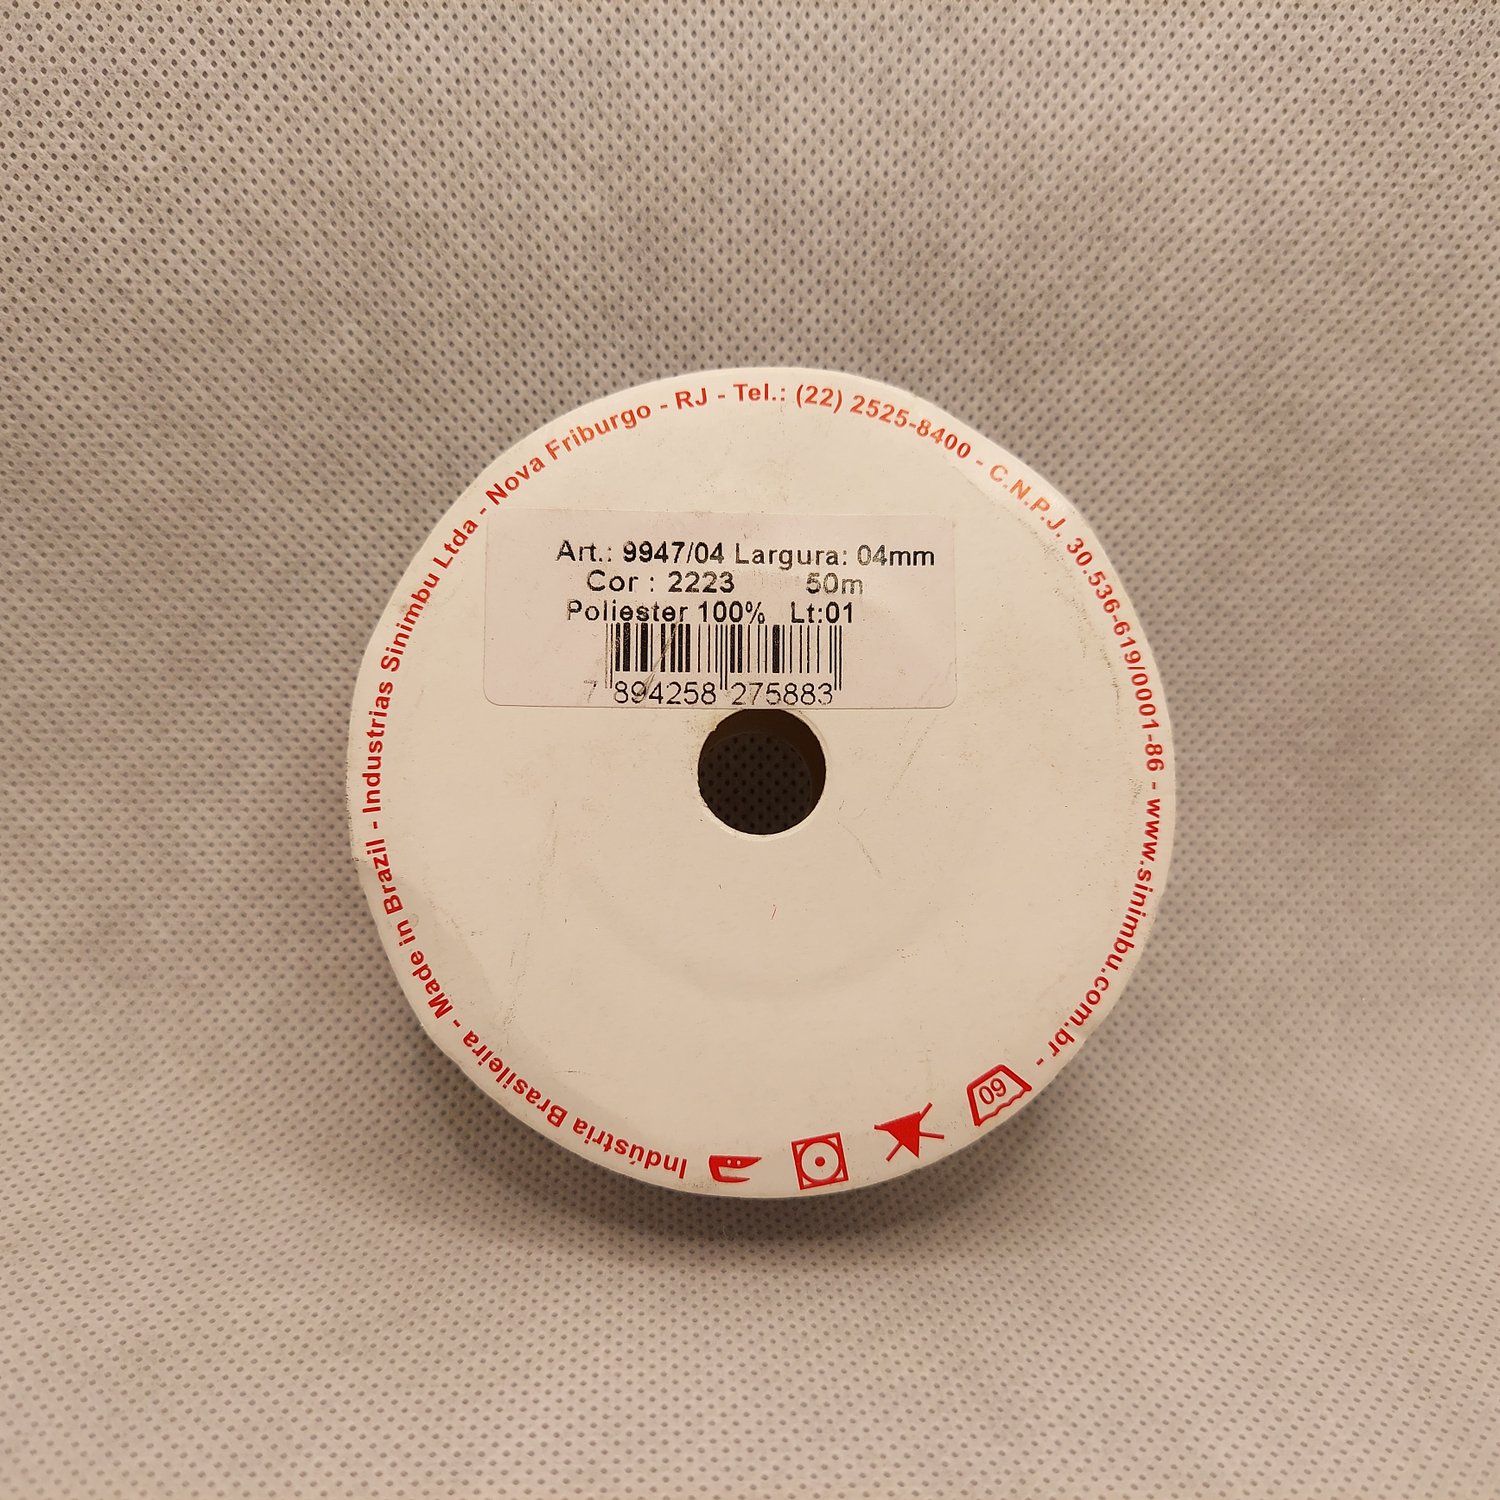 Art.: 9947/04 Largura: 04mm
Cor : 2223 50m
Poliester 100% Lt:01
7 894258 275883
Indústria Brasileira - Made in Brazil - Industrias Sinimbu Ltda - Nova Friburgo - RJ - Tel.: (22) 2525-8400 - C.N.P.J. 30.536-619/0001-86 - www.sinimbu.com.br -
60